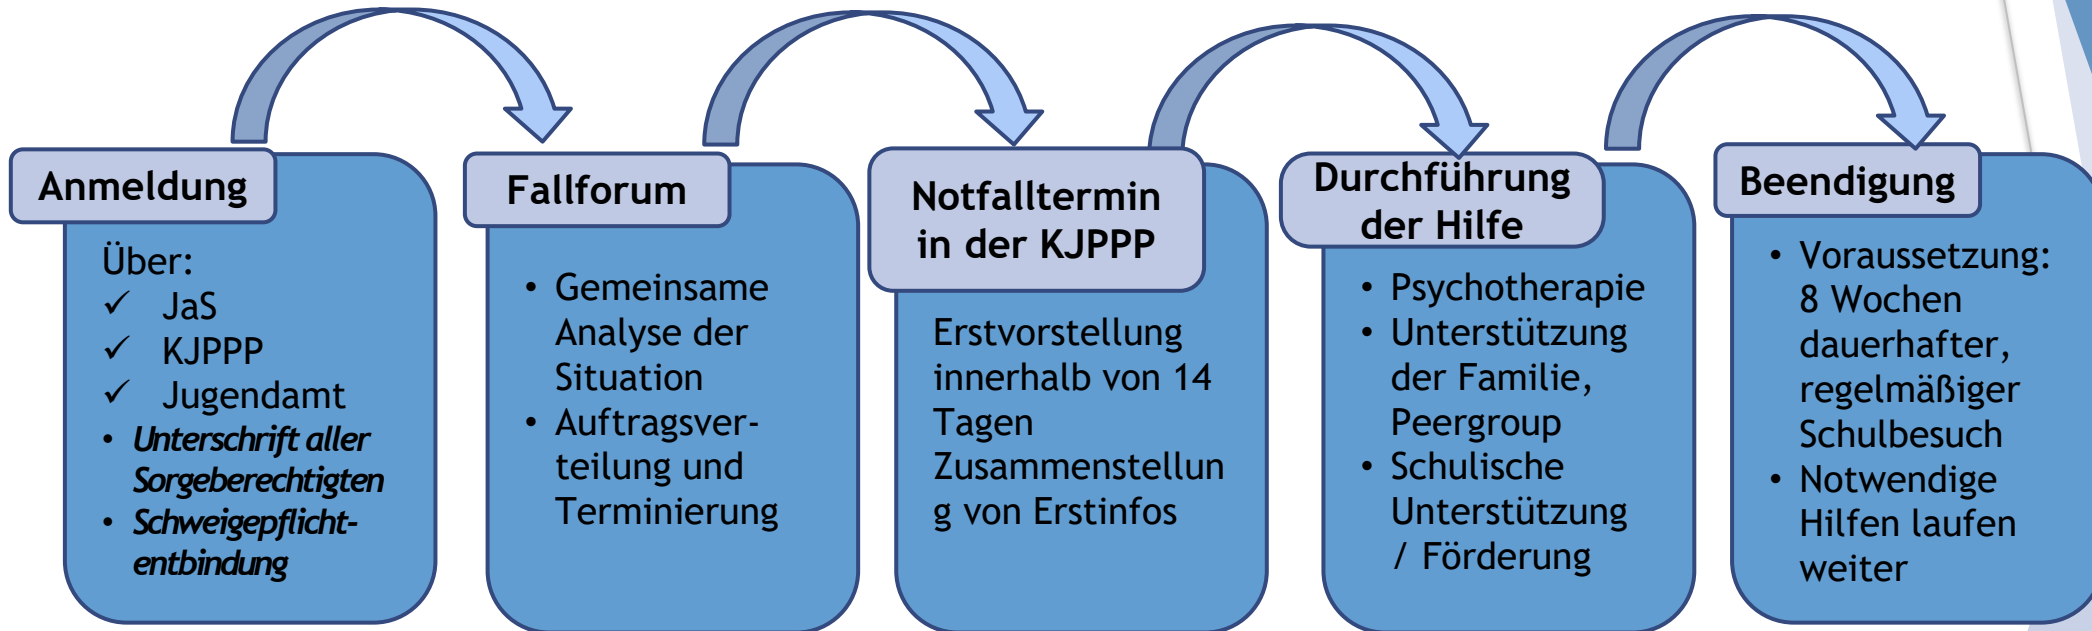 Anmeldung
Über:
✓ JaS
✓ KJPPP
✓ Jugendamt
• Unterschrift aller
Sorgeberechtigten
• Schweigepflicht-
entbindung
Fallforum
• Gemeinsame
Analyse der
Situation
• Auftragsver-
teilung und
Terminierung
Notfalltermin
in der KJPPP
Erstvorstellung
innerhalb von 14
Tagen
Zusammenstellun
g von Erstinfos
Durchführung
der Hilfe
• Psychotherapie
• Unterstützung
der Familie,
Peergroup
• Schulische
Unterstützung
/ Förderung
Beendigung
• Voraussetzung:
8 Wochen
dauerhafter,
regelmäßiger
Schulbesuch
• Notwendige
Hilfen laufen
weiter